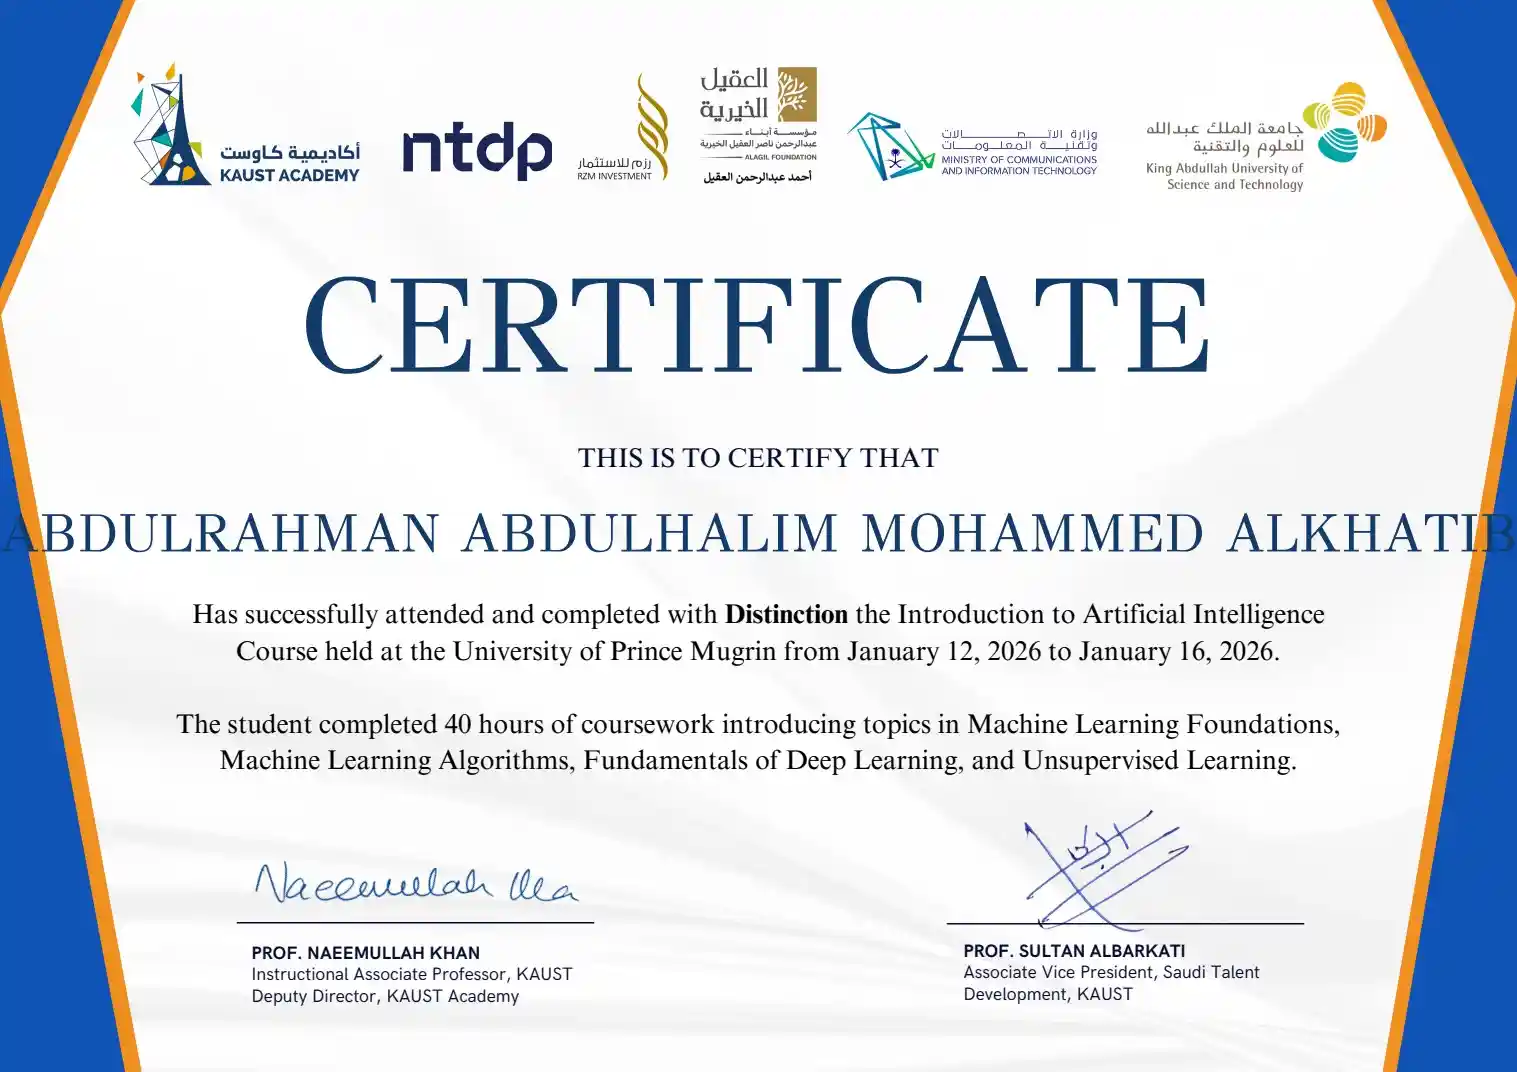 أكاديمية كاوست
KAUST ACADEMY
ntdp
رزم للاستثمار
RZM INVESTMENT
العقيل
الخيرية
مؤسسة أبناء
عبدالرحمن ناصر العقيل الخيرية
ALAGIL FOUNDATION
أحمد عبدالرحمن العقيل
وزارة الاتصالات
وتقنية المعلومات
MINISTRY OF COMMUNICATIONS
AND INFORMATION TECHNOLOGY
جامعة الملك عبدالله
للعلوم والتقنية
King Abdullah University of
Science and Technology
CERTIFICATE
THIS IS TO CERTIFY THAT
ABDULRAHMAN ABDULHALIM MOHAMMED ALKHATIB
Has successfully attended and completed with Distinction the Introduction to Artificial Intelligence
Course held at the University of Prince Mugrin from January 12, 2026 to January 16, 2026.
The student completed 40 hours of coursework introducing topics in Machine Learning Foundations,
Machine Learning Algorithms, Fundamentals of Deep Learning, and Unsupervised Learning.
Naeemullah
PROF. NAEEMULLAH KHAN
Instructional Associate Professor, KAUST
Deputy Director, KAUST Academy
PROF. SULTAN ALBARKATI
Associate Vice President, Saudi Talent
Development, KAUST